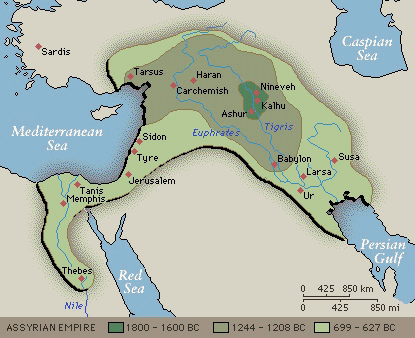 Caspian
Sea
Sardis
Tarsus
Haran
Carchemish
Nineveh
Kalhu
Ashur
Mediterranean
Sea
Sidon
Euphrates
Tigris
Tyre
Babylon
Susa
Larsa
Jerusalem
Tanis
Ur
Memphis
Persian
Gulf
Thebes
Red
Sea
Nile
0 425 850 km
0 425 850 mi
ASSYRIAN EMPIRE 1800 - 1600 BC 1244 - 1208 BC 699 - 627 BC